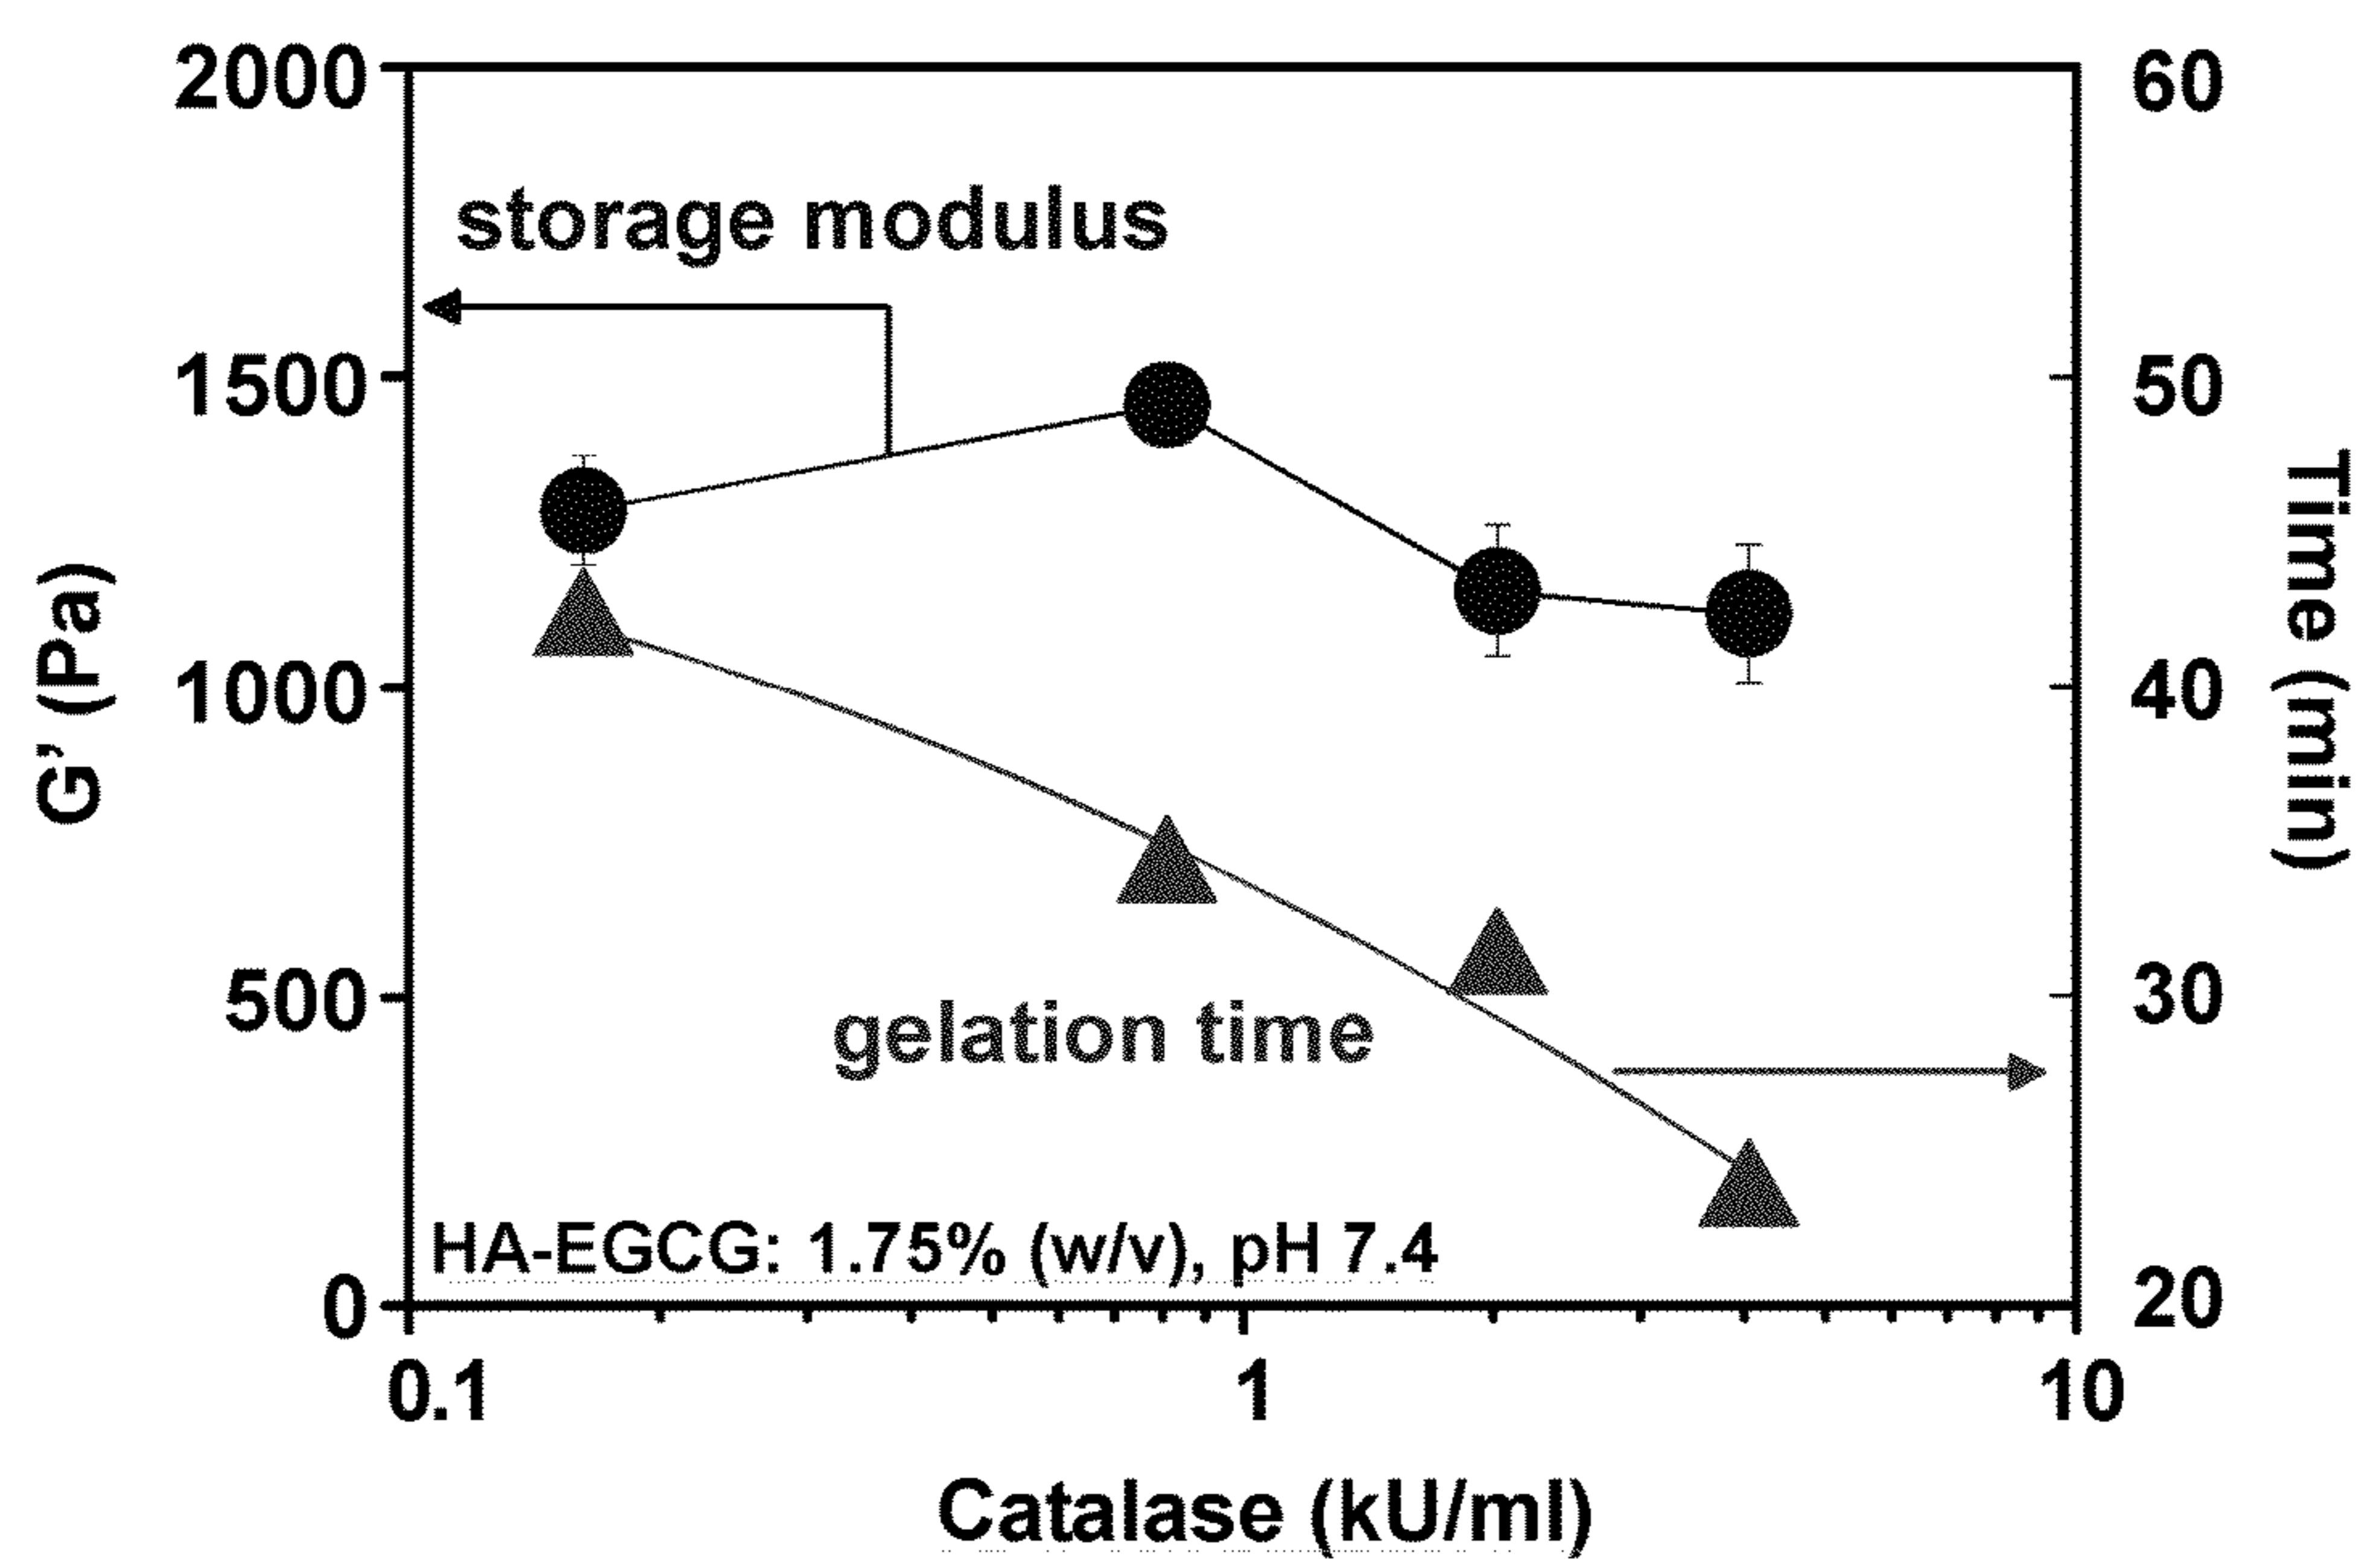 2000
1500
1000
500
0
G’ (Pa)
storage modulus
gelation time
HA-EGCG: 1.75% (w/v), pH 7.4
60
50
40
30
20
Time (min)
0.1
1
10
Catalase (kU/ml)